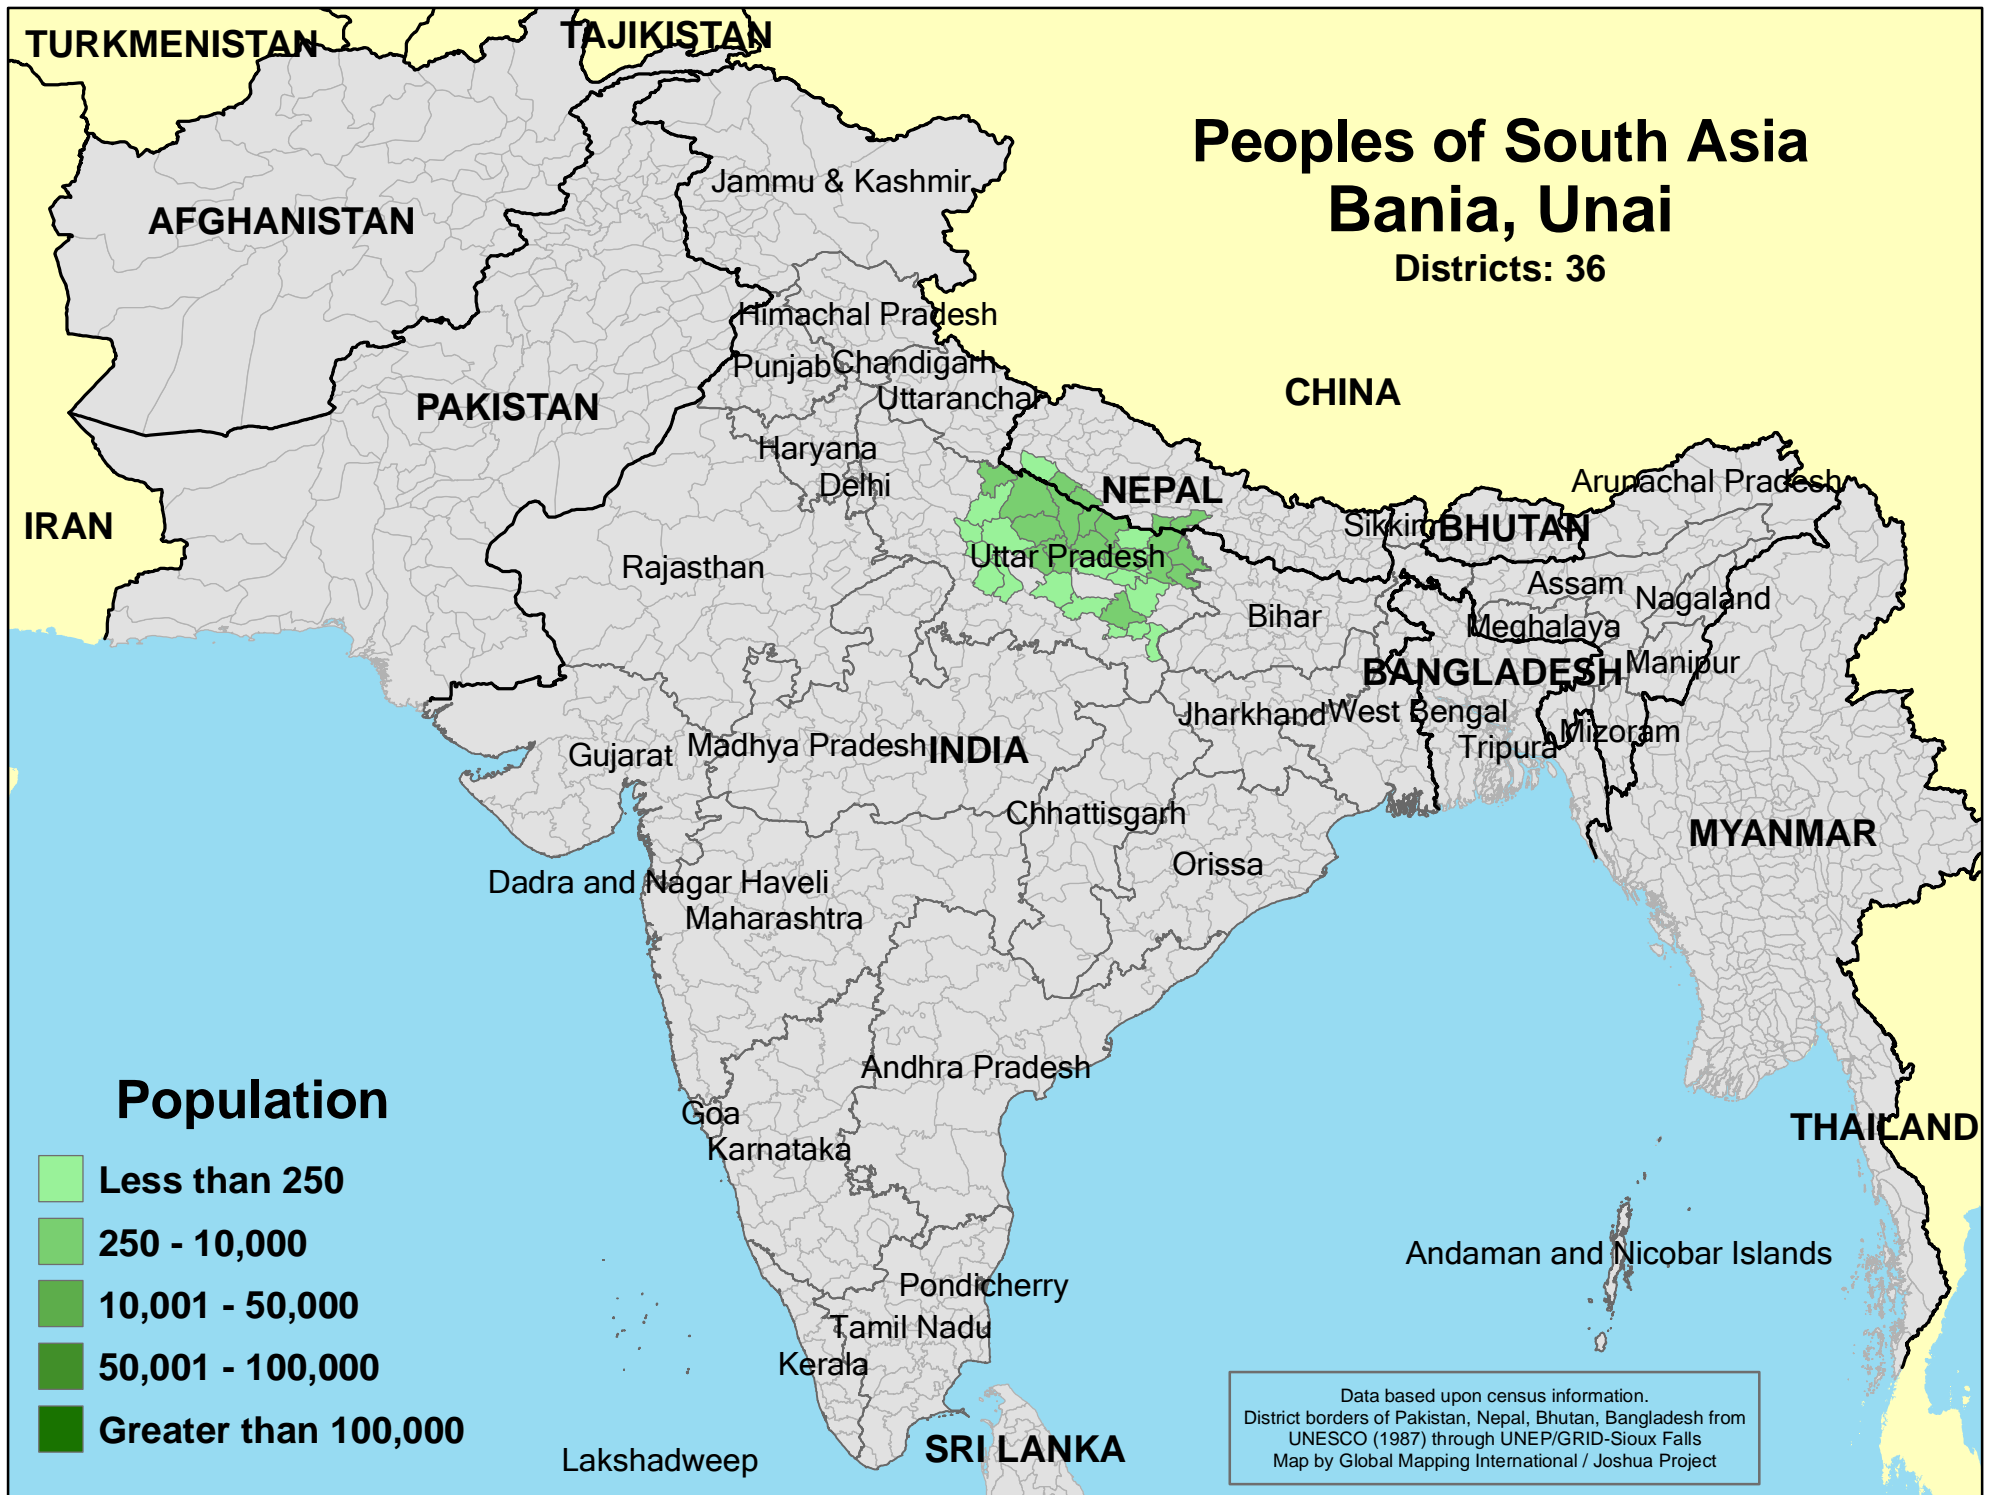 TURKMENISTAN
TAJIKISTAN
Peoples of South Asia
Bania, Unai
Districts: 36
Jammu & Kashmir
AFGHANISTAN
Himachal Pradesh
Punjab
Chandigarh
Uttaranchal
CHINA
PAKISTAN
Haryana
Delhi
NEPAL
Arunachal Pradesh
IRAN
Sikkim
BHUTAN
Rajasthan
Uttar Pradesh
Assam
Nagaland
Bihar
Meghalaya
BANGLADESH
Manipur
Jharkhand
West Bengal
Gujarat
Madhya Pradesh
INDIA
Tripura
Mizoram
Chhattisgarh
MYANMAR
Orissa
Dadra and Nagar Haveli
Maharashtra
Andhra Pradesh
Goa
Karnataka
THAILAND
Population
Less than 250
250 - 10,000
10,001 - 50,000
50,001 - 100,000
Greater than 100,000
Andaman and Nicobar Islands
Pondicherry
Tamil Nadu
Kerala
Lakshadweep
SRI LANKA
Data based upon census information.
District borders of Pakistan, Nepal, Bhutan, Bangladesh from
UNESCO (1987) through UNEP/GRID-Sioux Falls
Map by Global Mapping International / Joshua Project